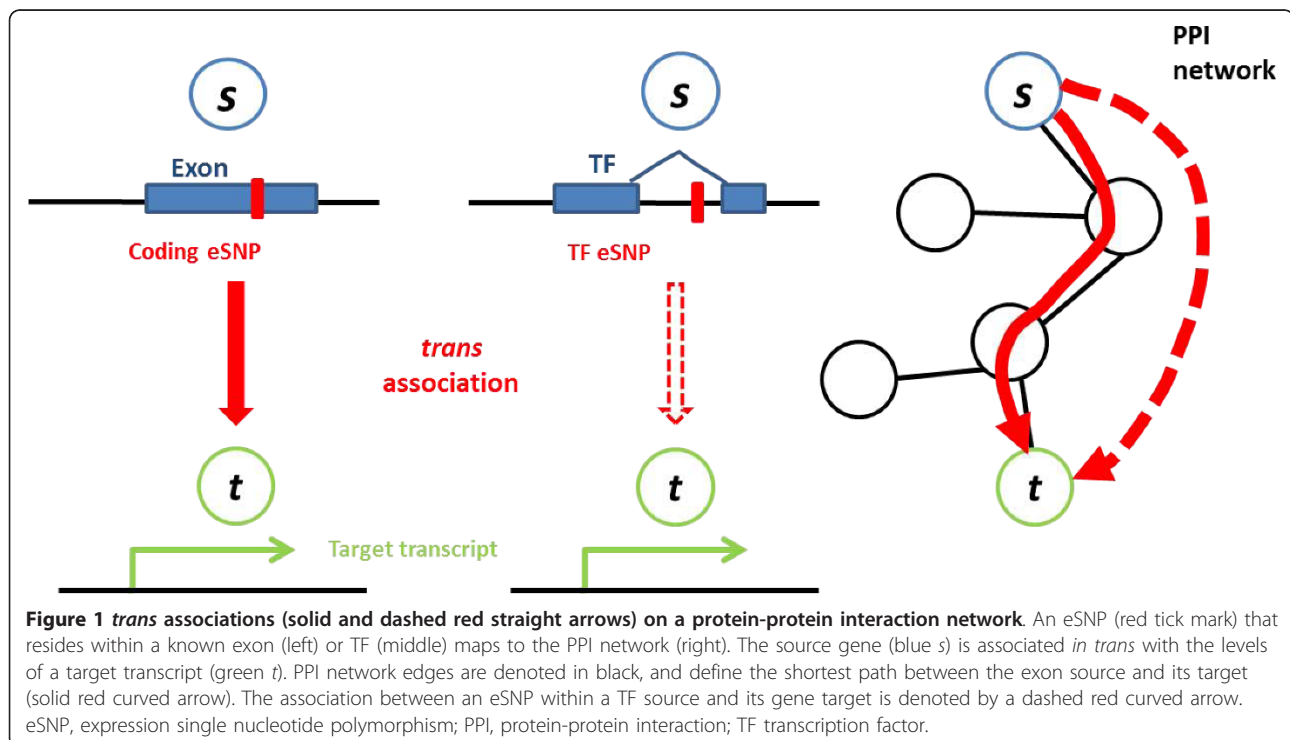 PPI
network
s
s
s
Exon
TF
Coding eSNP
TF eSNP
trans
association
t
t
t
Target transcript
Figure 1 trans associations (solid and dashed red straight arrows) on a protein-protein interaction network. An eSNP (red tick mark) that
resides within a known exon (left) or TF (middle) maps to the PPI network (right). The source gene (blue s) is associated in trans with the levels
of a target transcript (green t). PPI network edges are denoted in black, and define the shortest path between the exon source and its target
(solid red curved arrow). The association between an eSNP within a TF source and its gene target is denoted by a dashed red curved arrow.
eSNP, expression single nucleotide polymorphism; PPI, protein-protein interaction; TF transcription factor.